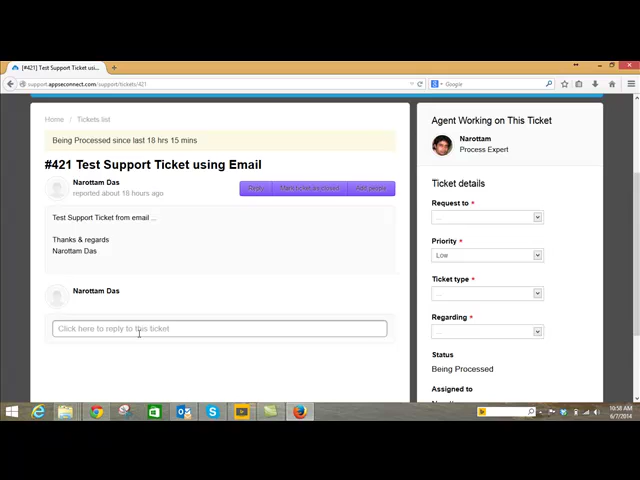 [#421] Test Support Ticket us...
support.appseconnect.com/support/tickets/421
Google
Home / Tickets list
Being Processed since last 18 hrs 15 mins
#421 Test Support Ticket using Email
Narottam Das
reported about 18 hours ago
Reply
Mark ticket as closed
Add people
Test Support Ticket from email ...
Thanks & regards
Narottam Das
Narottam Das
Click here to reply to this ticket
Agent Working on This Ticket
Narottam
Process Expert
Ticket details
Request to *
...
Priority *
Low
Ticket type *
...
Regarding *
...
Status
Being Processed
Assigned to
10:58 AM
6/7/2014